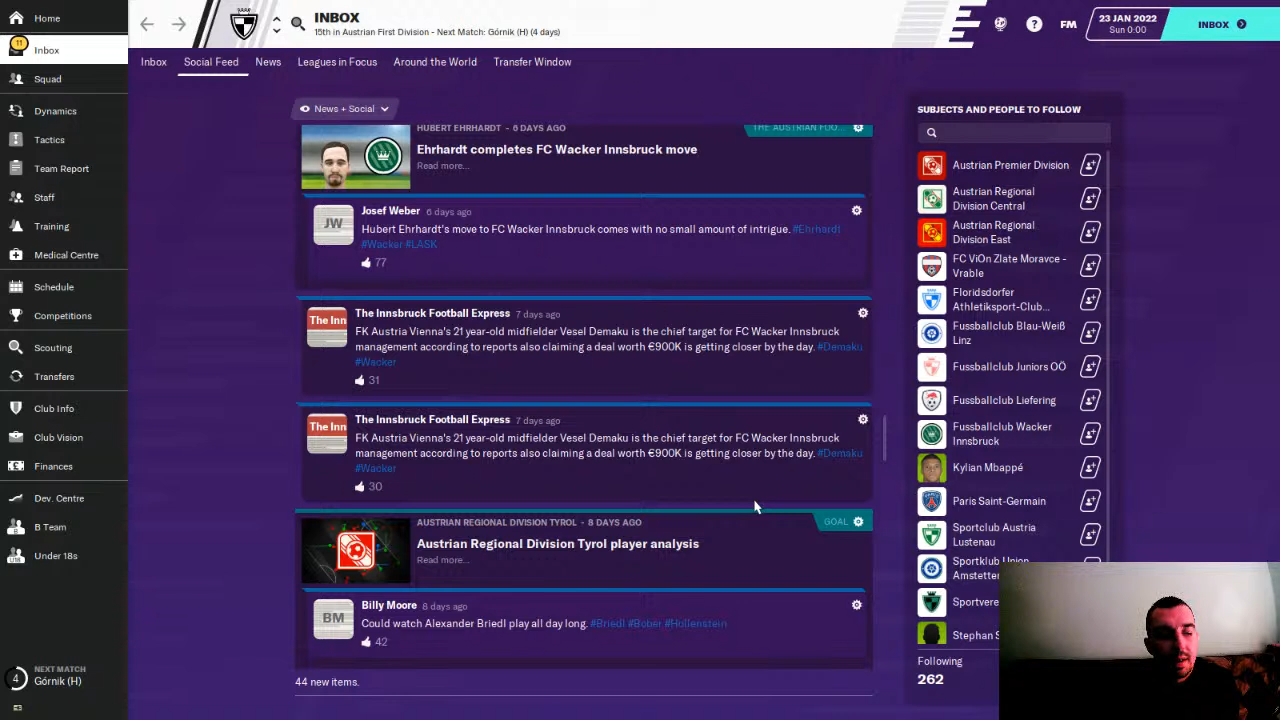 Home
11
Inbox
Squad
Dynamics
Tactics
Team Report
Staff
Training
Medical Centre
Schedule
Competitions
Scouting
Transfers
Club Info
Club Vision
Finances
Dev. Centre
B Team
Under 18s
4
NEXT MATCH
Górnik (H)
INBOX
15th in Austrian First Division - Next Match: Górnik (H) (4 days)
?
FM
23 JAN 2022
Sun 0:00
INBOX
Inbox
Social Feed
News
Leagues in Focus
Around the World
Transfer Window
News + Social
HUBERT EHRHARDT - 6 DAYS AGO
THE AUSTRIAN FOO...
Ehrhardt completes FC Wacker Innsbruck move
Read more...
JW
Josef Weber 6 days ago
Hubert Ehrhardt's move to FC Wacker Innsbruck comes with no small amount of intrigue. #Ehrhardt
#Wacker #LASK
77
The Inn
The Innsbruck Football Express 7 days ago
FK Austria Vienna's 21 year-old midfielder Vesel Demaku is the chief target for FC Wacker Innsbruck
management according to reports also claiming a deal worth €900K is getting closer by the day. #Demaku
#Wacker
31
The Inn
The Innsbruck Football Express 7 days ago
FK Austria Vienna's 21 year-old midfielder Vesel Demaku is the chief target for FC Wacker Innsbruck
management according to reports also claiming a deal worth €900K is getting closer by the day. #Demaku
#Wacker
30
AUSTRIAN REGIONAL DIVISION TYROL - 8 DAYS AGO
GOAL
Austrian Regional Division Tyrol player analysis
Read more...
BM
Billy Moore 8 days ago
Could watch Alexander Briedl play all day long. #Briedl #Bober #Hollenstein
42
44 new items.
SUBJECTS AND PEOPLE TO FOLLOW
Austrian Premier Division
Austrian Regional
Division Central
Austrian Regional
Division East
FC ViOn Zlate Moravce -
Vrable
Floridsdorfer
Athletiksport-Club...
Fussballclub Blau-Weiß
Linz
Fussballclub Juniors OÖ
Fussballclub Liefering
Fussballclub Wacker
Innsbruck
Kylian Mbappé
Paris Saint-Germain
Sportclub Austria
Lustenau
Sportklub Union
Amstetten
Sportvere
Stephan S
Following
262